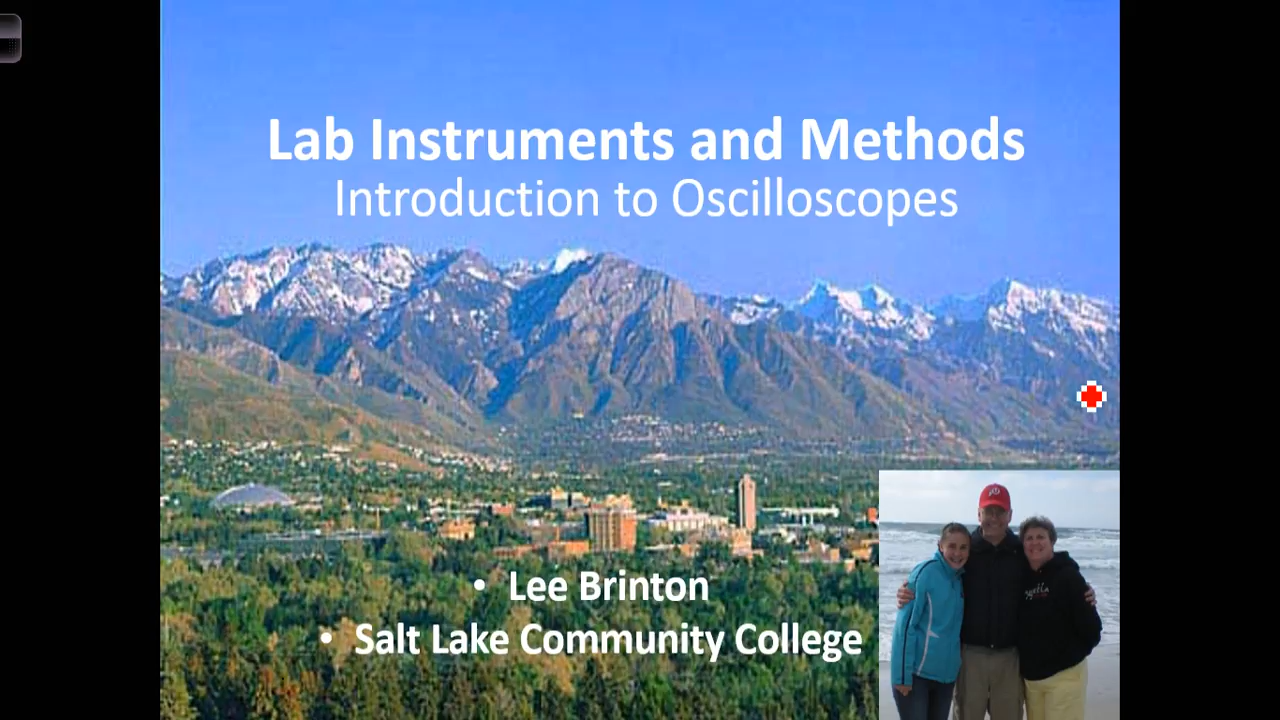 Lab Instruments and Methods
Introduction to Oscilloscopes
• Lee Brinton
• Salt Lake Community College